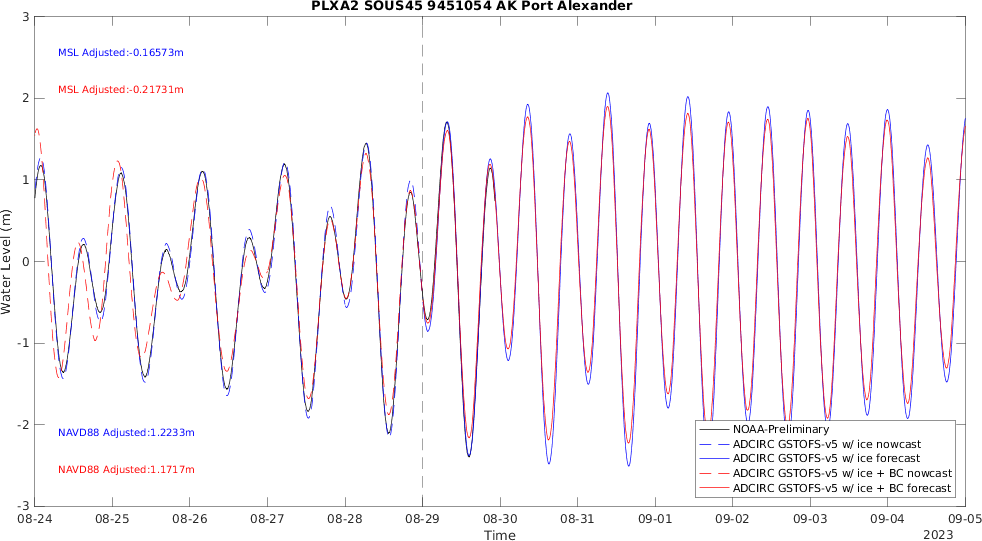 PLXA2 SOUS45 9451054 AK Port Alexander
3
2
1
0
-1
-2
-3
Water Level (m)
MSL Adjusted:-0.16573m
MSL Adjusted:-0.21731m
NAVD88 Adjusted:1.2233m
NAVD88 Adjusted:1.1717m
NOAA-Preliminary
ADCIRC GSTOFS-v5 w/ ice nowcast
ADCIRC GSTOFS-v5 w/ ice forecast
ADCIRC GSTOFS-v5 w/ ice + BC nowcast
ADCIRC GSTOFS-v5 w/ ice + BC forecast
08-24 08-25 08-26 08-27 08-28 08-29 08-30 08-31 09-01 09-02 09-03 09-04 09-05
Time
2023